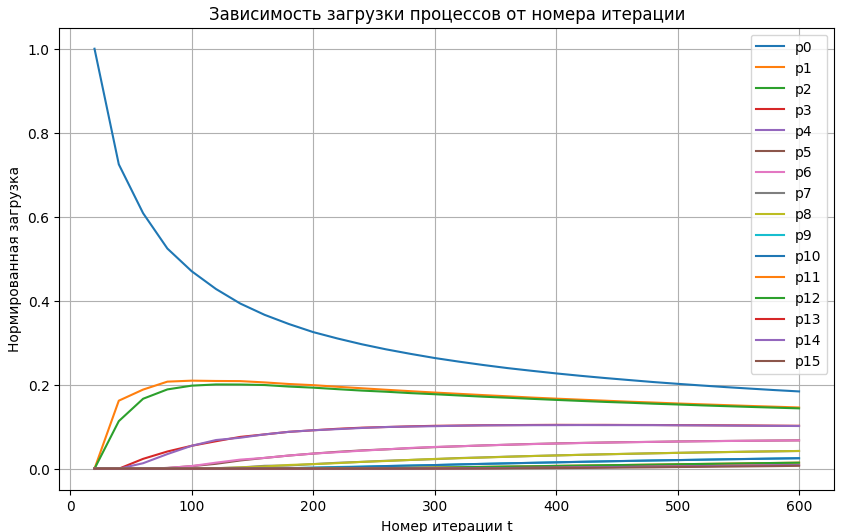 Зависимость загрузки процессов от номера итерации
Нормированная загрузка
1.0
0.8
0.6
0.4
0.2
0.0
0
100
200
300
400
500
600
Номер итерации t
p0
p1
p2
p3
p4
p5
p6
p7
p8
p9
p10
p11
p12
p13
p14
p15